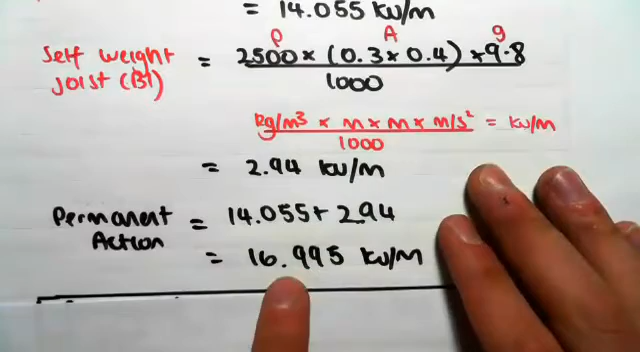 = 14.055 kN/m
ρ A g
Self weight = 2500 × (0.3 × 0.4) × 9.8
joist (B1) 1000
kg/m³ × m × m × m/s² = kN/m
1000
= 2.94 kN/m
Permanent = 14.055 + 2.94
Action
= 16.995 kN/m